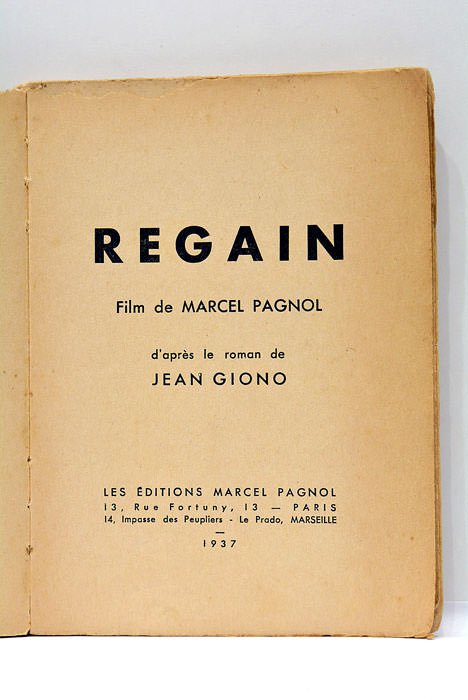 REGAIN
Film de MARCEL PAGNOL
d'après le roman de
JEAN GIONO
LES ÉDITIONS MARCEL PAGNOL
13, Rue Fortuny, 13 — PARIS
14, Impasse des Peupliers - Le Prado, MARSEILLE
—
1937